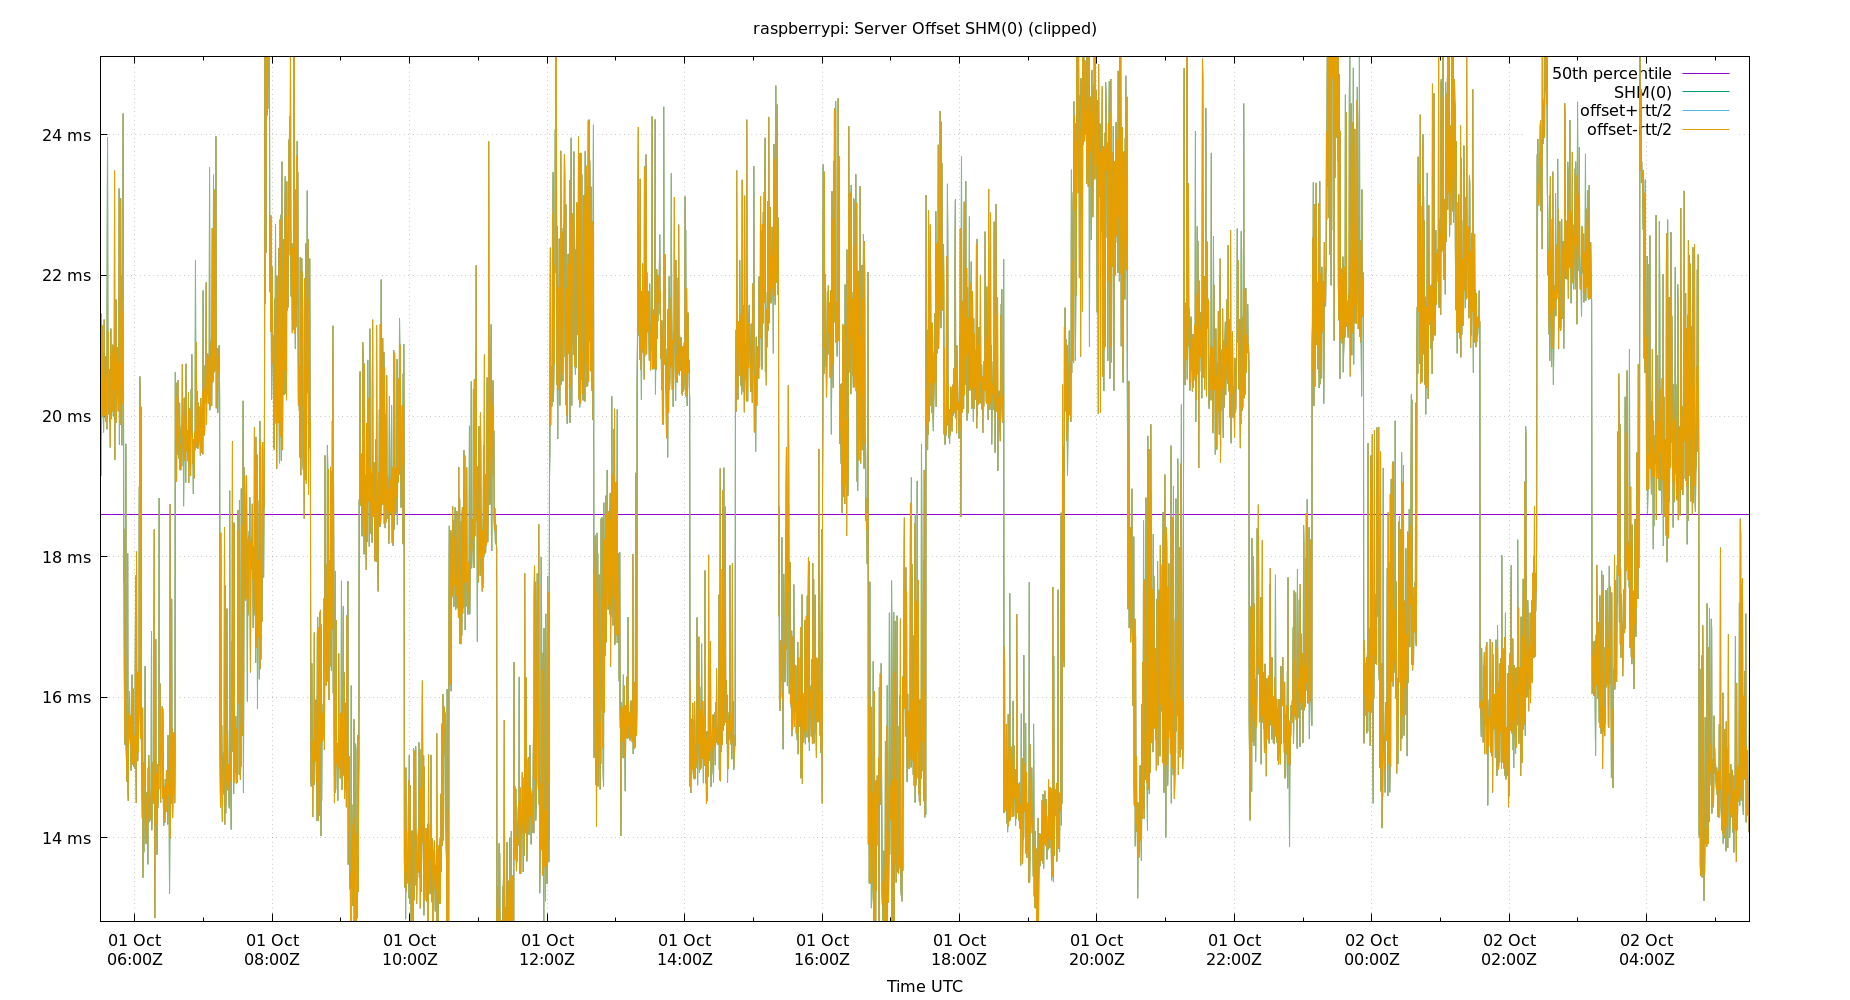 raspberrypi: Server Offset SHM(0) (clipped)
50th percentile
SHM(0)
offset+rtt/2
offset-rtt/2
24 ms
22 ms
20 ms
18 ms
16 ms
14 ms
01 Oct 01 Oct 01 Oct 01 Oct 01 Oct 01 Oct 01 Oct 01 Oct 01 Oct 02 Oct 02 Oct 02 Oct
06:00Z 08:00Z 10:00Z 12:00Z 14:00Z 16:00Z 18:00Z 20:00Z 22:00Z 00:00Z 02:00Z 04:00Z
Time UTC